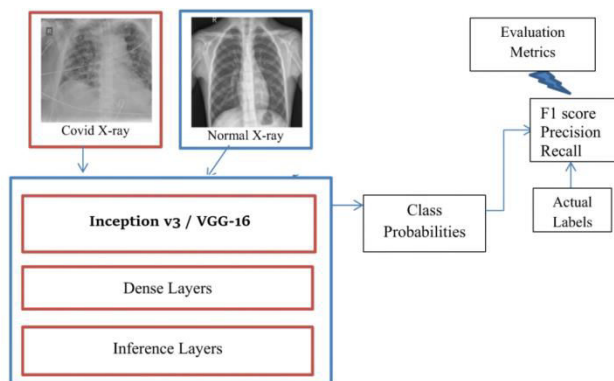 Covid X-ray
Normal X-ray
Evaluation
Metrics
F1 score
Precision
Recall
Inception v3 / VGG-16
Class
Probabilities
Actual
Labels
Dense Layers
Inference Layers